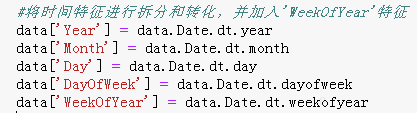 #将时间特征进行拆分和转化，并加入'WeekOfYear'特征
data['Year'] = data.Date.dt.year
data['Month'] = data.Date.dt.month
data['Day'] = data.Date.dt.day
data['DayOfWeek'] = data.Date.dt.dayofweek
data['WeekOfYear'] = data.Date.dt.weekofyear